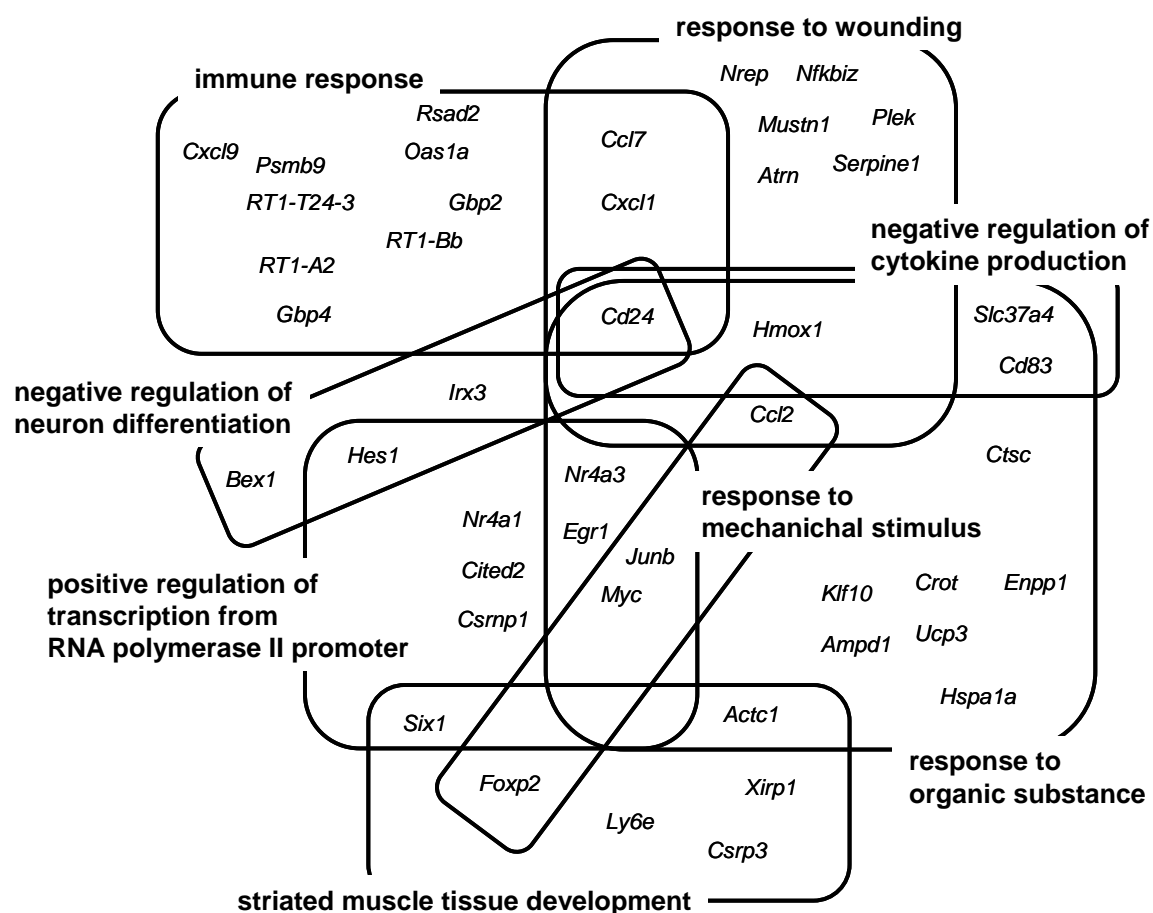 response to wounding
immune response
Nrep Nfkbiz
Rsad2
Mustn1 Plek
Cxcl9 Psmb9 Oas1a Ccl7
Atrn Serpine1
RT1-T24-3 Gbp2 Cxcl1
RT1-Bb
RT1-A2
negative regulation of
cytokine production
Gbp4 Cd24 Hmox1 Slc37a4
Cd83
negative regulation of
neuron differentiation
Irx3
Ccl2
Hes1
Bex1
Nr4a3
Ctsc
response to
mechanichal stimulus
Nr4a1 Egr1
Cited2 Junb
Myc
Csrnp1
positive regulation of
transcription from
RNA polymerase II promoter
Klf10 Crot Enpp1
Ampd1 Ucp3
Hspa1a
Six1 Actc1
response to
organic substance
Foxp2 Xirp1
Ly6e
Csrp3
striated muscle tissue development